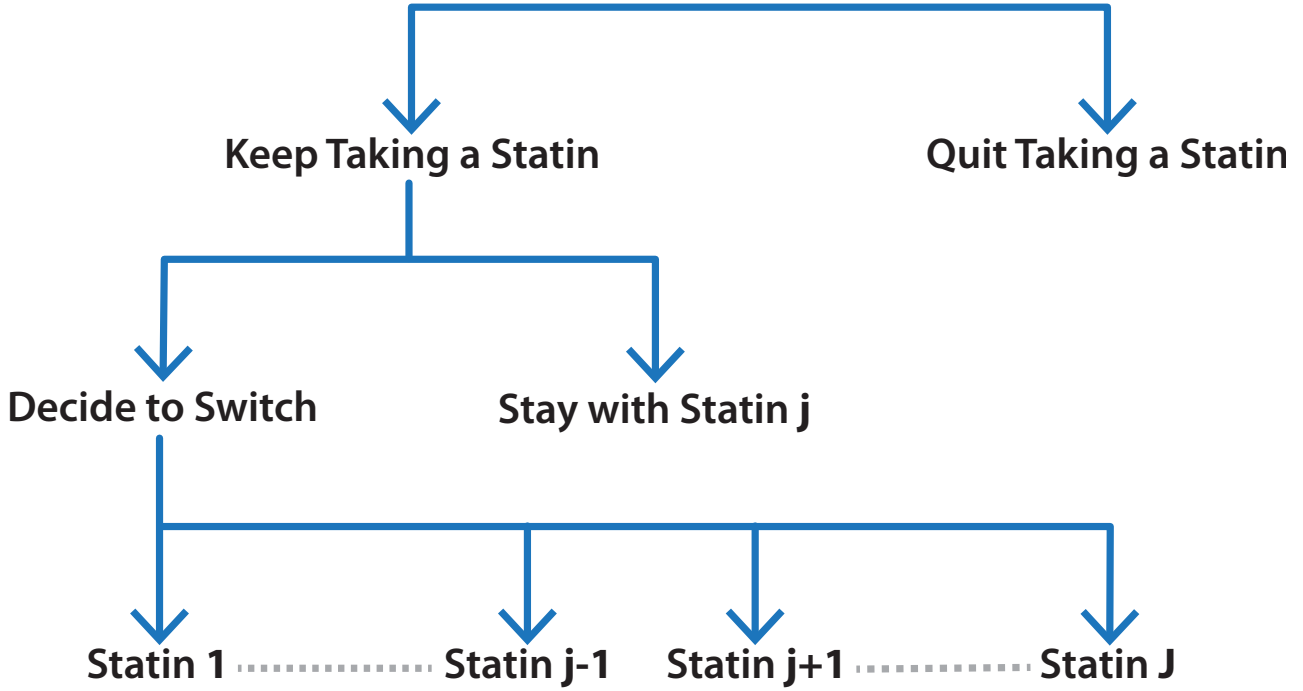 Keep Taking a Statin
Quit Taking a Statin
Decide to Switch
Stay with Statin j
Statin 1
Statin j-1
Statin j+1
Statin J